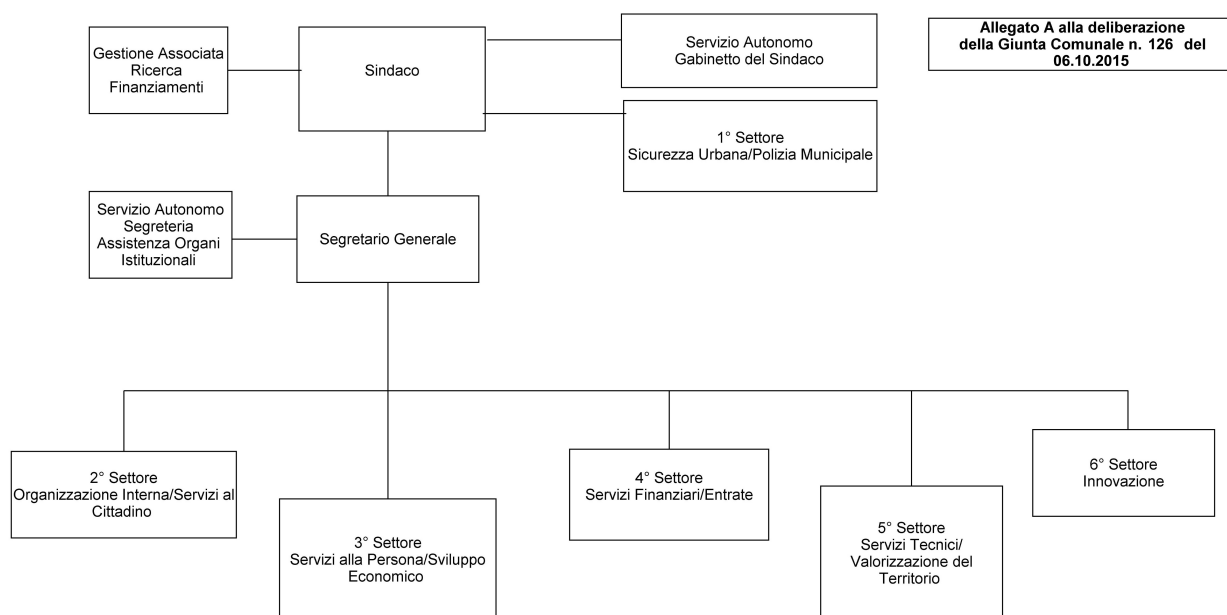 Gestione Associata
Ricerca
Finanziamenti
Sindaco
Servizio Autonomo
Gabinetto del Sindaco
Allegato A alla deliberazione
della Giunta Comunale n. 126 del
06.10.2015
1° Settore
Sicurezza Urbana/Polizia Municipale
Servizio Autonomo
Segreteria
Assistenza Organi
Istituzionali
Segretario Generale
2° Settore
Organizzazione Interna/Servizi al
Cittadino
3° Settore
Servizi alla Persona/Sviluppo
Economico
4° Settore
Servizi Finanziari/Entrate
5° Settore
Servizi Tecnici/
Valorizzazione del
Territorio
6° Settore
Innovazione